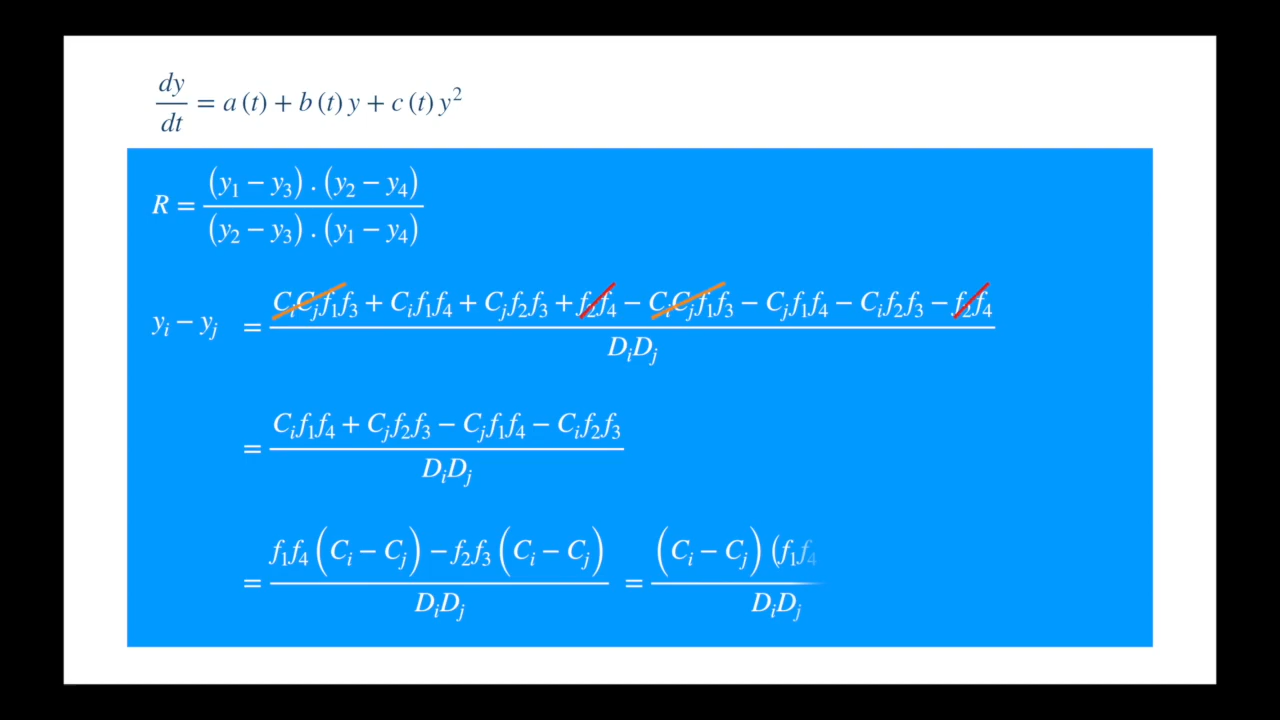 dy/dt = a (t) + b (t) y + c (t) y²
R = (y₁ − y₃) . (y₂ − y₄) / (y₂ − y₃) . (y₁ − y₄)
yᵢ − yⱼ = CᵢCⱼf₁f₃ + Cᵢf₁f₄ + Cⱼf₂f₃ + f₂f₄ − CᵢCⱼf₁f₃ − Cⱼf₁f₄ − Cᵢf₂f₃ − f₂f₄ / DᵢDⱼ
= Cᵢf₁f₄ + Cⱼf₂f₃ − Cⱼf₁f₄ − Cᵢf₂f₃ / DᵢDⱼ
= f₁f₄ (Cᵢ − Cⱼ) − f₂f₃ (Cᵢ − Cⱼ) / DᵢDⱼ = (Cᵢ − Cⱼ) (f₁f₄ / DᵢDⱼ